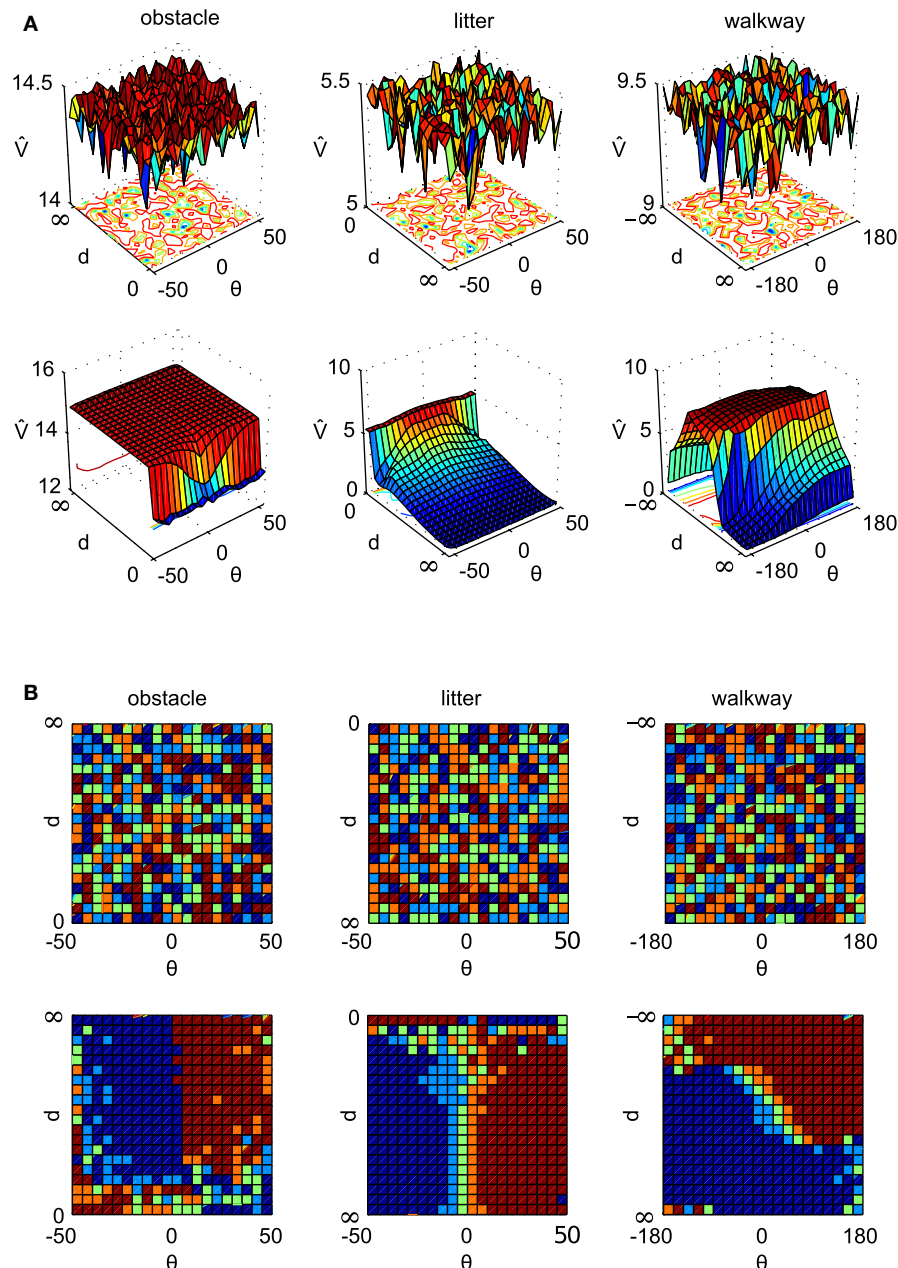 A
obstacle litter walkway
14.5 5.5 9.5
V̂ V̂ V̂
14 5 9
∞ 0 −∞
d d d
0 -50 0 50 θ ∞ -50 0 50 θ ∞ -180 0 180 θ
16 10 10
V̂ 14 V̂ 5 V̂ 5
12 0 0
∞ 0 −∞
d d d
0 -50 0 50 θ ∞ -50 0 50 θ ∞ -180 0 180 θ
B
obstacle litter walkway
∞ 0 −∞
d d d
0 ∞ ∞
-50 0 50 -50 0 50 -180 0 180
θ θ θ
∞ 0 −∞
d d d
0 ∞ ∞
-50 0 50 -50 0 50 -180 0 180
θ θ θ